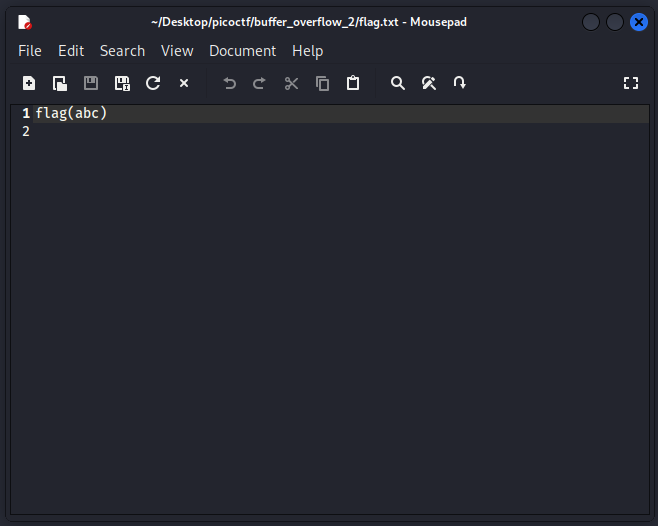 ~/Desktop/picoctf/buffer_overflow_2/flag.txt - Mousepad
File Edit Search View Document Help
1 flag(abc)
2